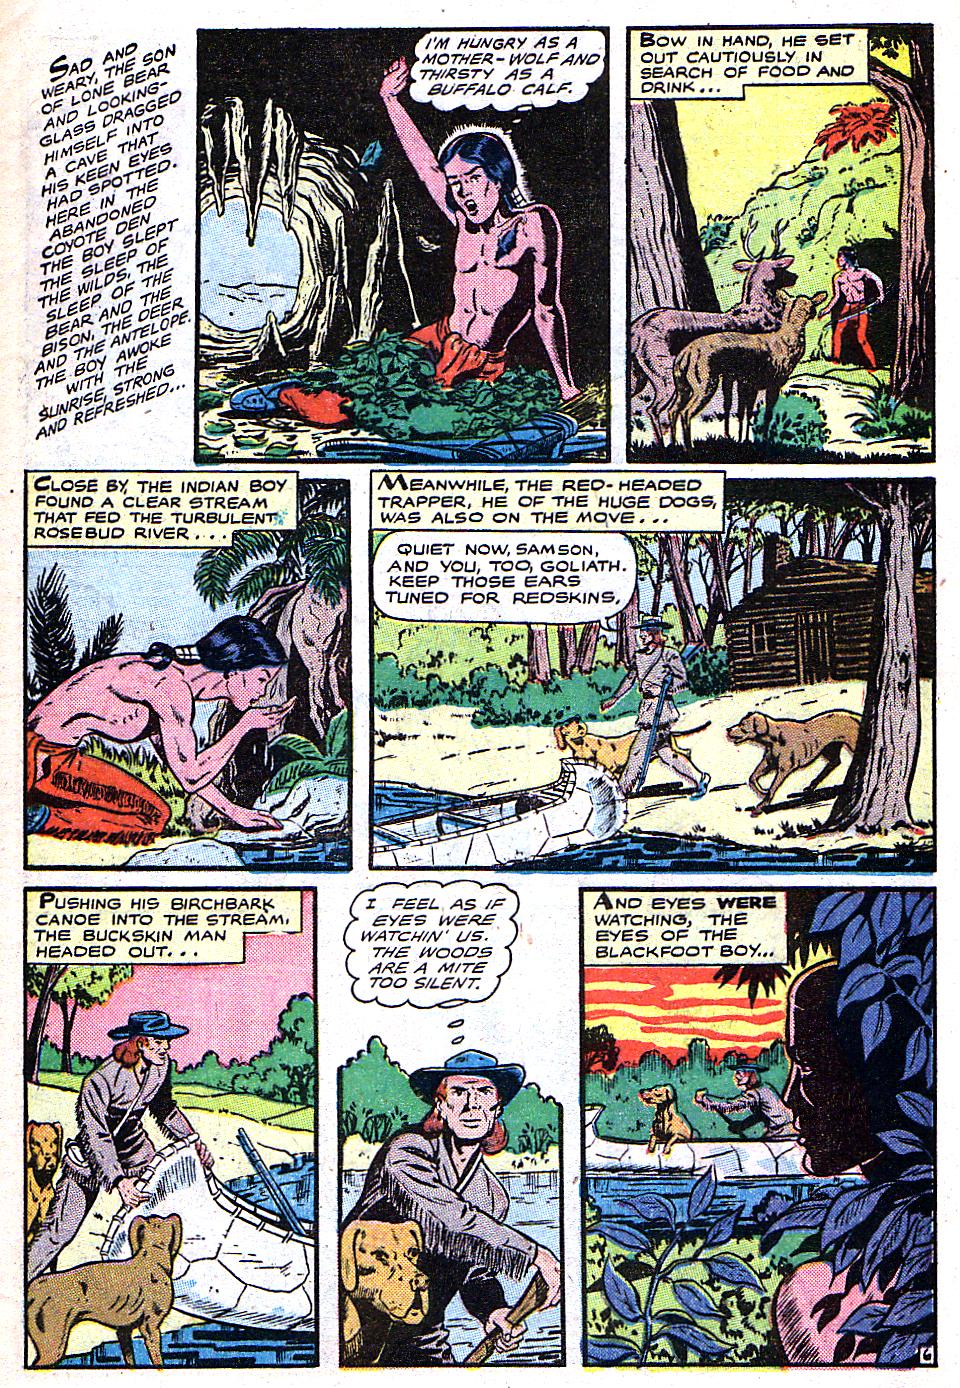 SAD AND
WEARY, THE SON
OF LONE BEAR
AND LOOKING-
GLASS DRAGGED
HIMSELF INTO
A CAVE THAT
HIS KEEN EYES
HAD SPOTTED.
HERE IN THE
ABANDONED
COYOTE DEN
THE BOY SLEPT
THE SLEEP OF
THE WILDS, THE
SLEEP OF THE
BEAR AND THE
BISON, THE DEER
AND THE ANTELOPE.
THE BOY AWOKE
WITH THE
SUNRISE, STRONG
AND REFRESHED...
I'M HUNGRY AS A
MOTHER-WOLF AND
THIRSTY AS A
BUFFALO CALF.
BOW IN HAND, HE SET
OUT CAUTIOUSLY IN
SEARCH OF FOOD AND
DRINK...
CLOSE BY, THE INDIAN BOY
FOUND A CLEAR STREAM
THAT FED THE TURBULENT
ROSEBUD RIVER...
MEANWHILE, THE RED-HEADED
TRAPPER, HE OF THE HUGE DOGS,
WAS ALSO ON THE MOVE...
QUIET NOW, SAMSON,
AND YOU, TOO, GOLIATH.
KEEP THOSE EARS
TUNED FOR REDSKINS.
PUSHING HIS BIRCHBARK
CANOE INTO THE STREAM,
THE BUCKSKIN MAN
HEADED OUT...
I FEEL AS IF
EYES WERE
WATCHIN' US.
THE WOODS
ARE A MITE
TOO SILENT.
AND EYES WERE
WATCHING, THE
EYES OF THE
BLACKFOOT BOY...
6